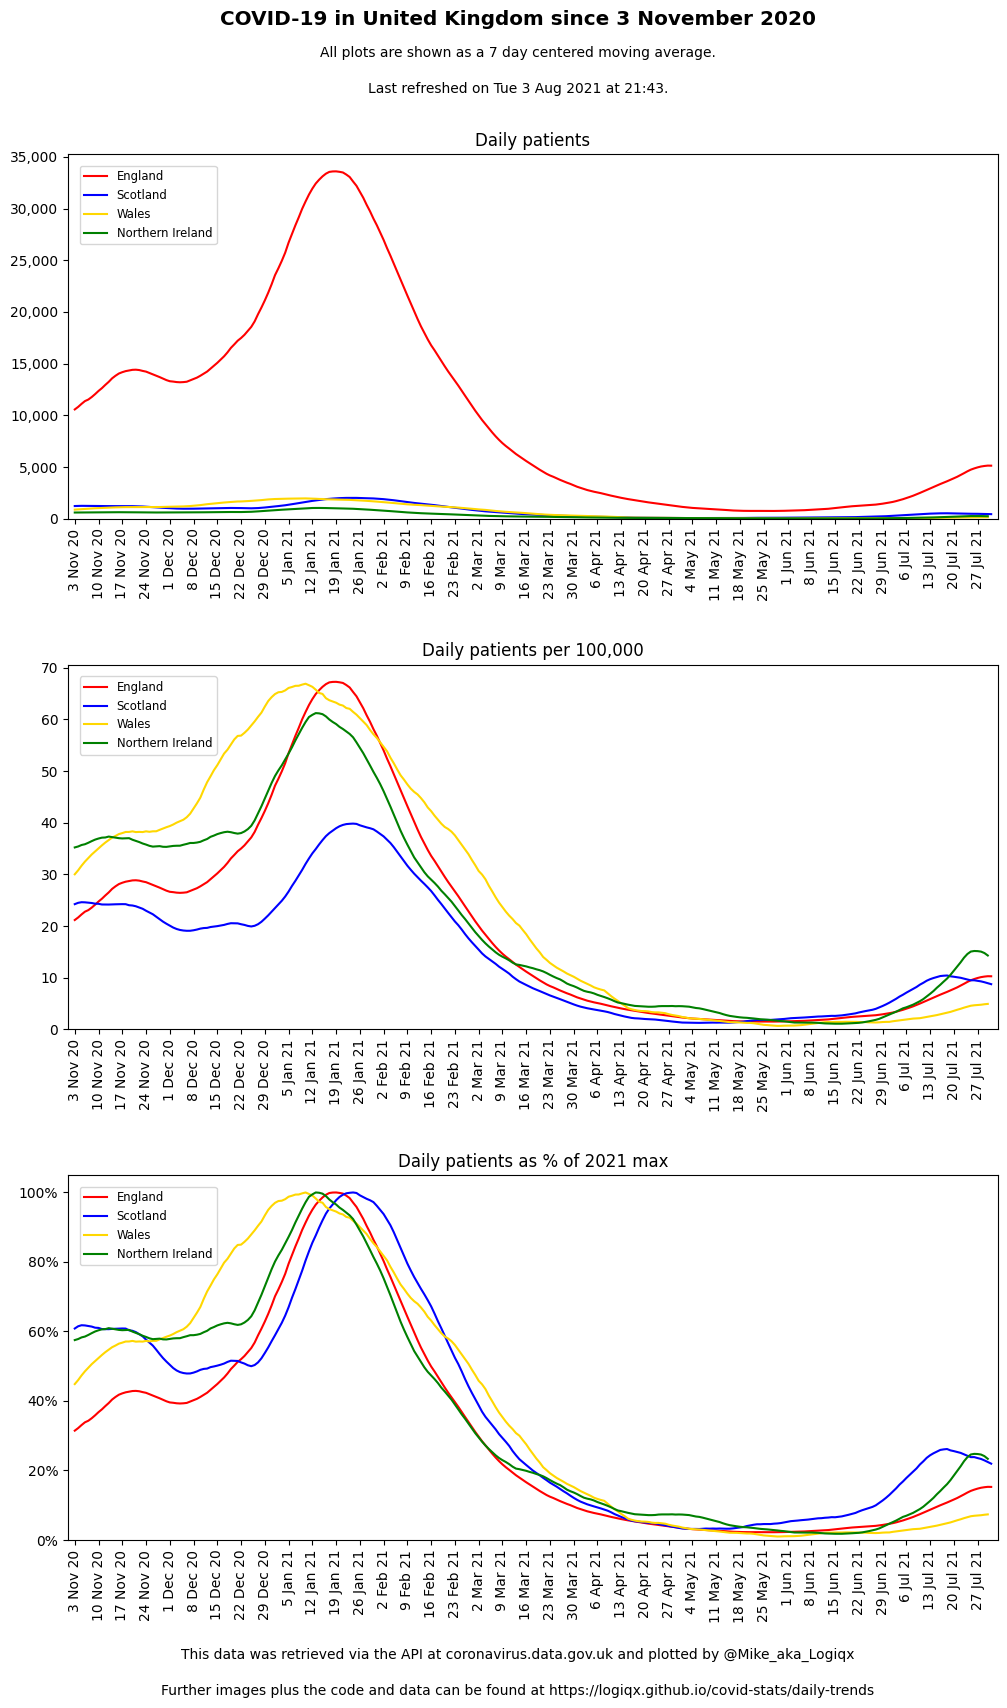 COVID-19 in United Kingdom since 3 November 2020
All plots are shown as a 7 day centered moving average.
Last refreshed on Tue 3 Aug 2021 at 21:43.
Daily patients
35,000
30,000
25,000
20,000
15,000
10,000
5,000
0
England
Scotland
Wales
Northern Ireland
3 Nov 20
10 Nov 20
17 Nov 20
24 Nov 20
1 Dec 20
8 Dec 20
15 Dec 20
22 Dec 20
29 Dec 20
5 Jan 21
12 Jan 21
19 Jan 21
26 Jan 21
2 Feb 21
9 Feb 21
16 Feb 21
23 Feb 21
2 Mar 21
9 Mar 21
16 Mar 21
23 Mar 21
30 Mar 21
6 Apr 21
13 Apr 21
20 Apr 21
27 Apr 21
4 May 21
11 May 21
18 May 21
25 May 21
1 Jun 21
8 Jun 21
15 Jun 21
22 Jun 21
29 Jun 21
6 Jul 21
13 Jul 21
20 Jul 21
27 Jul 21
Daily patients per 100,000
70
60
50
40
30
20
10
0
England
Scotland
Wales
Northern Ireland
3 Nov 20
10 Nov 20
17 Nov 20
24 Nov 20
1 Dec 20
8 Dec 20
15 Dec 20
22 Dec 20
29 Dec 20
5 Jan 21
12 Jan 21
19 Jan 21
26 Jan 21
2 Feb 21
9 Feb 21
16 Feb 21
23 Feb 21
2 Mar 21
9 Mar 21
16 Mar 21
23 Mar 21
30 Mar 21
6 Apr 21
13 Apr 21
20 Apr 21
27 Apr 21
4 May 21
11 May 21
18 May 21
25 May 21
1 Jun 21
8 Jun 21
15 Jun 21
22 Jun 21
29 Jun 21
6 Jul 21
13 Jul 21
20 Jul 21
27 Jul 21
Daily patients as % of 2021 max
100%
80%
60%
40%
20%
0%
England
Scotland
Wales
Northern Ireland
3 Nov 20
10 Nov 20
17 Nov 20
24 Nov 20
1 Dec 20
8 Dec 20
15 Dec 20
22 Dec 20
29 Dec 20
5 Jan 21
12 Jan 21
19 Jan 21
26 Jan 21
2 Feb 21
9 Feb 21
16 Feb 21
23 Feb 21
2 Mar 21
9 Mar 21
16 Mar 21
23 Mar 21
30 Mar 21
6 Apr 21
13 Apr 21
20 Apr 21
27 Apr 21
4 May 21
11 May 21
18 May 21
25 May 21
1 Jun 21
8 Jun 21
15 Jun 21
22 Jun 21
29 Jun 21
6 Jul 21
13 Jul 21
20 Jul 21
27 Jul 21
This data was retrieved via the API at coronavirus.data.gov.uk and plotted by @Mike_aka_Logiqx
Further images plus the code and data can be found at https://logiqx.github.io/covid-stats/daily-trends